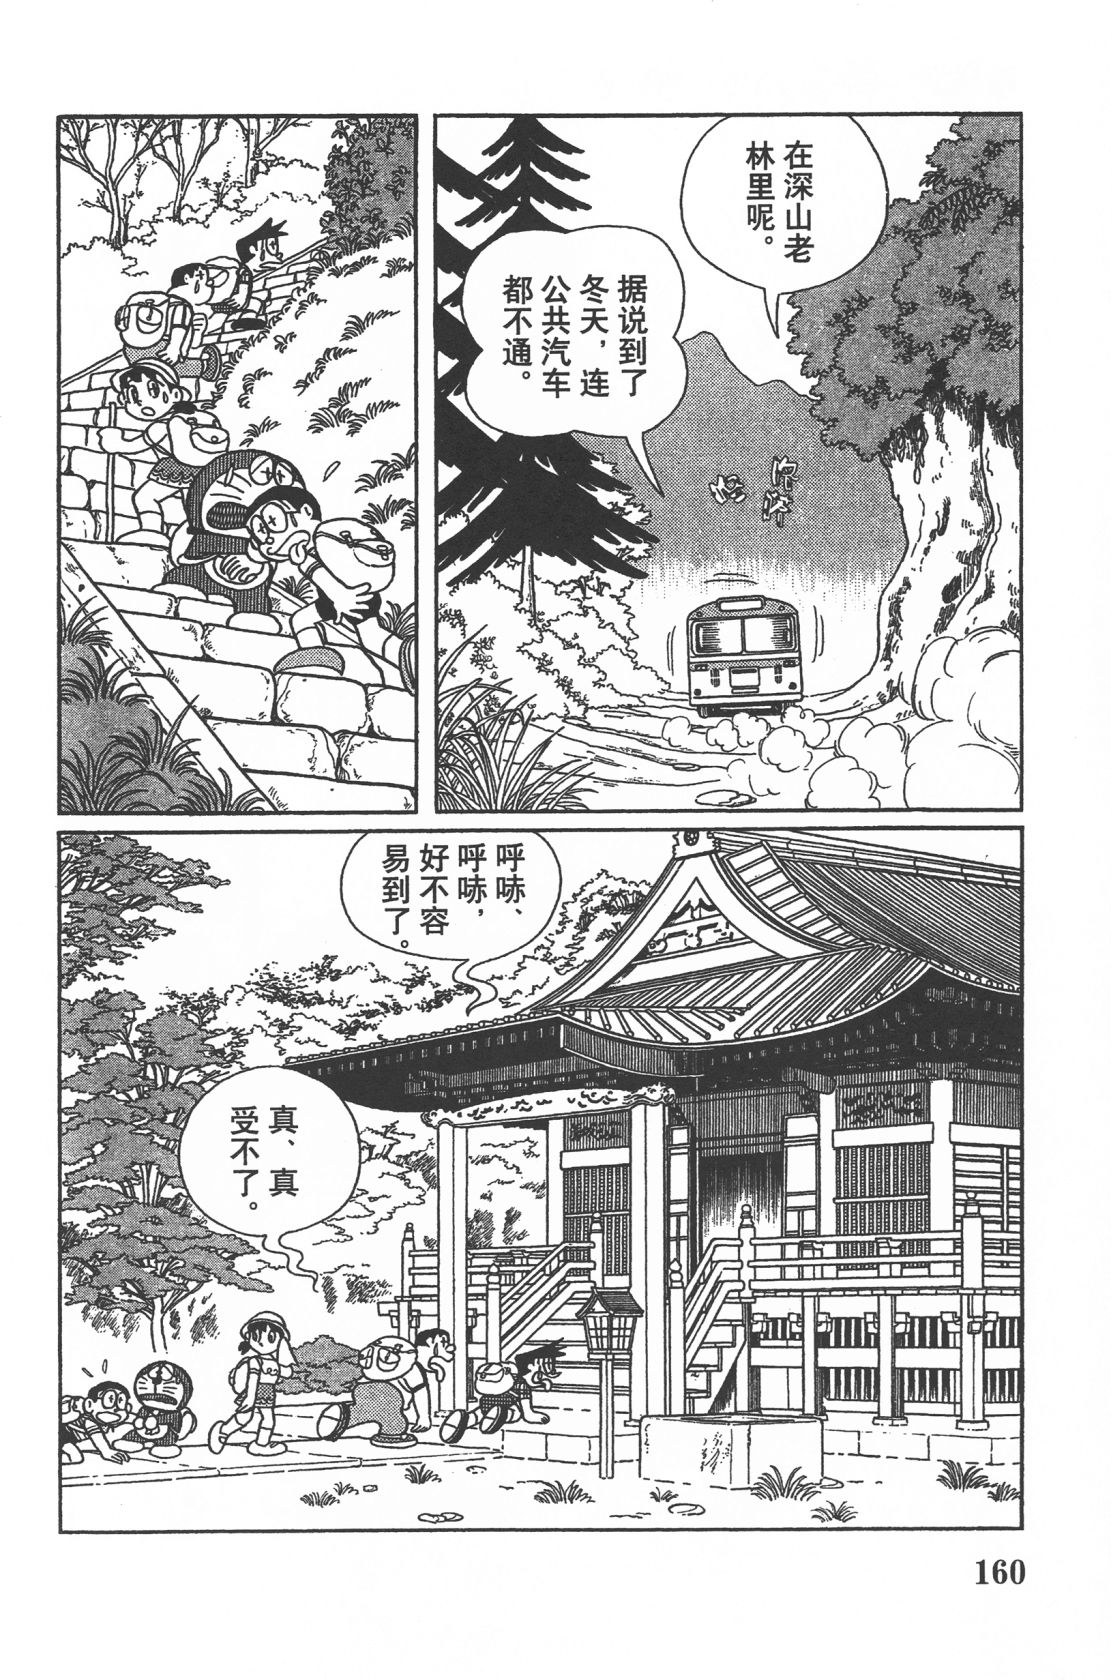 在深山老
林里呢。
据说到了
冬天，连
公共汽车
都不通。
呼哧、
呼哧，
好不容
易到了。
真、真
受不了。
160